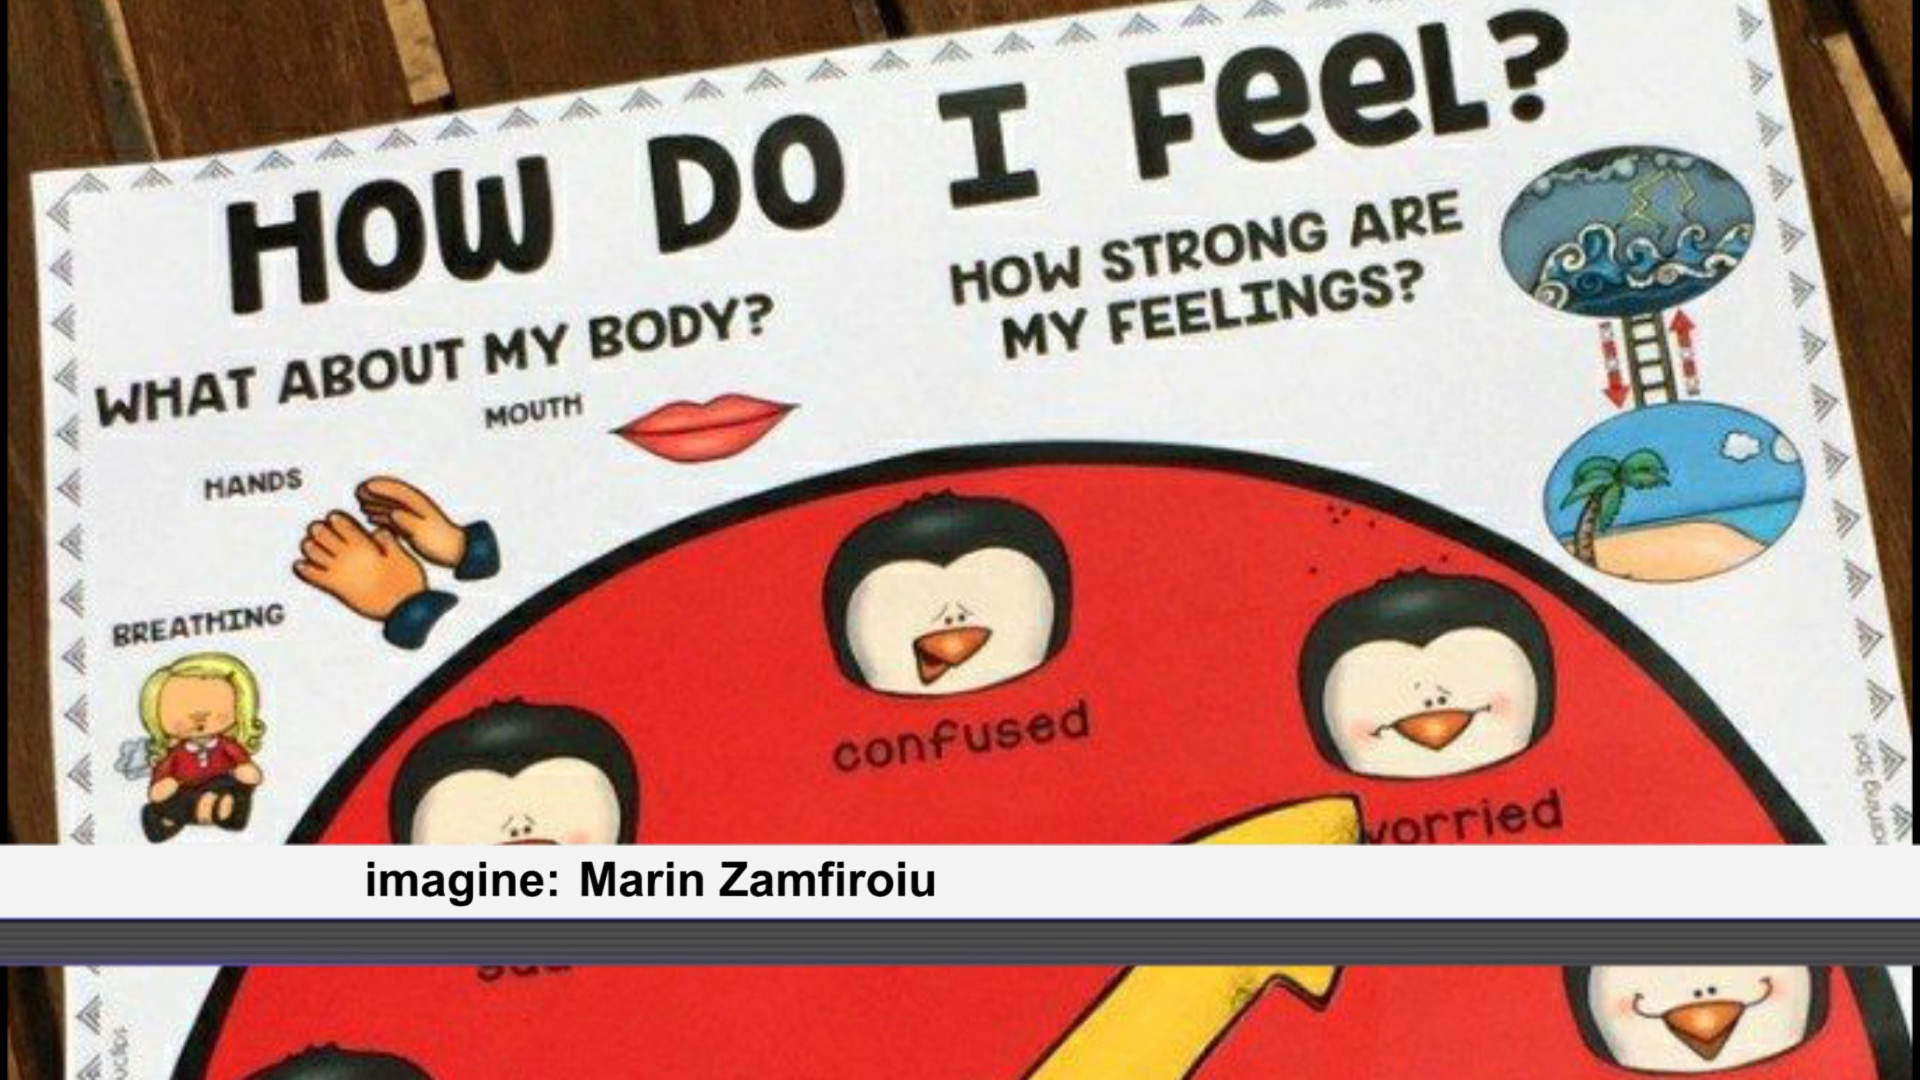 HOW DO I FEEL?
WHAT ABOUT MY BODY?
HOW STRONG ARE
MY FEELINGS?
MOUTH
HANDS
BREATHING
confused
worried
imagine: Marin Zamfiroiu